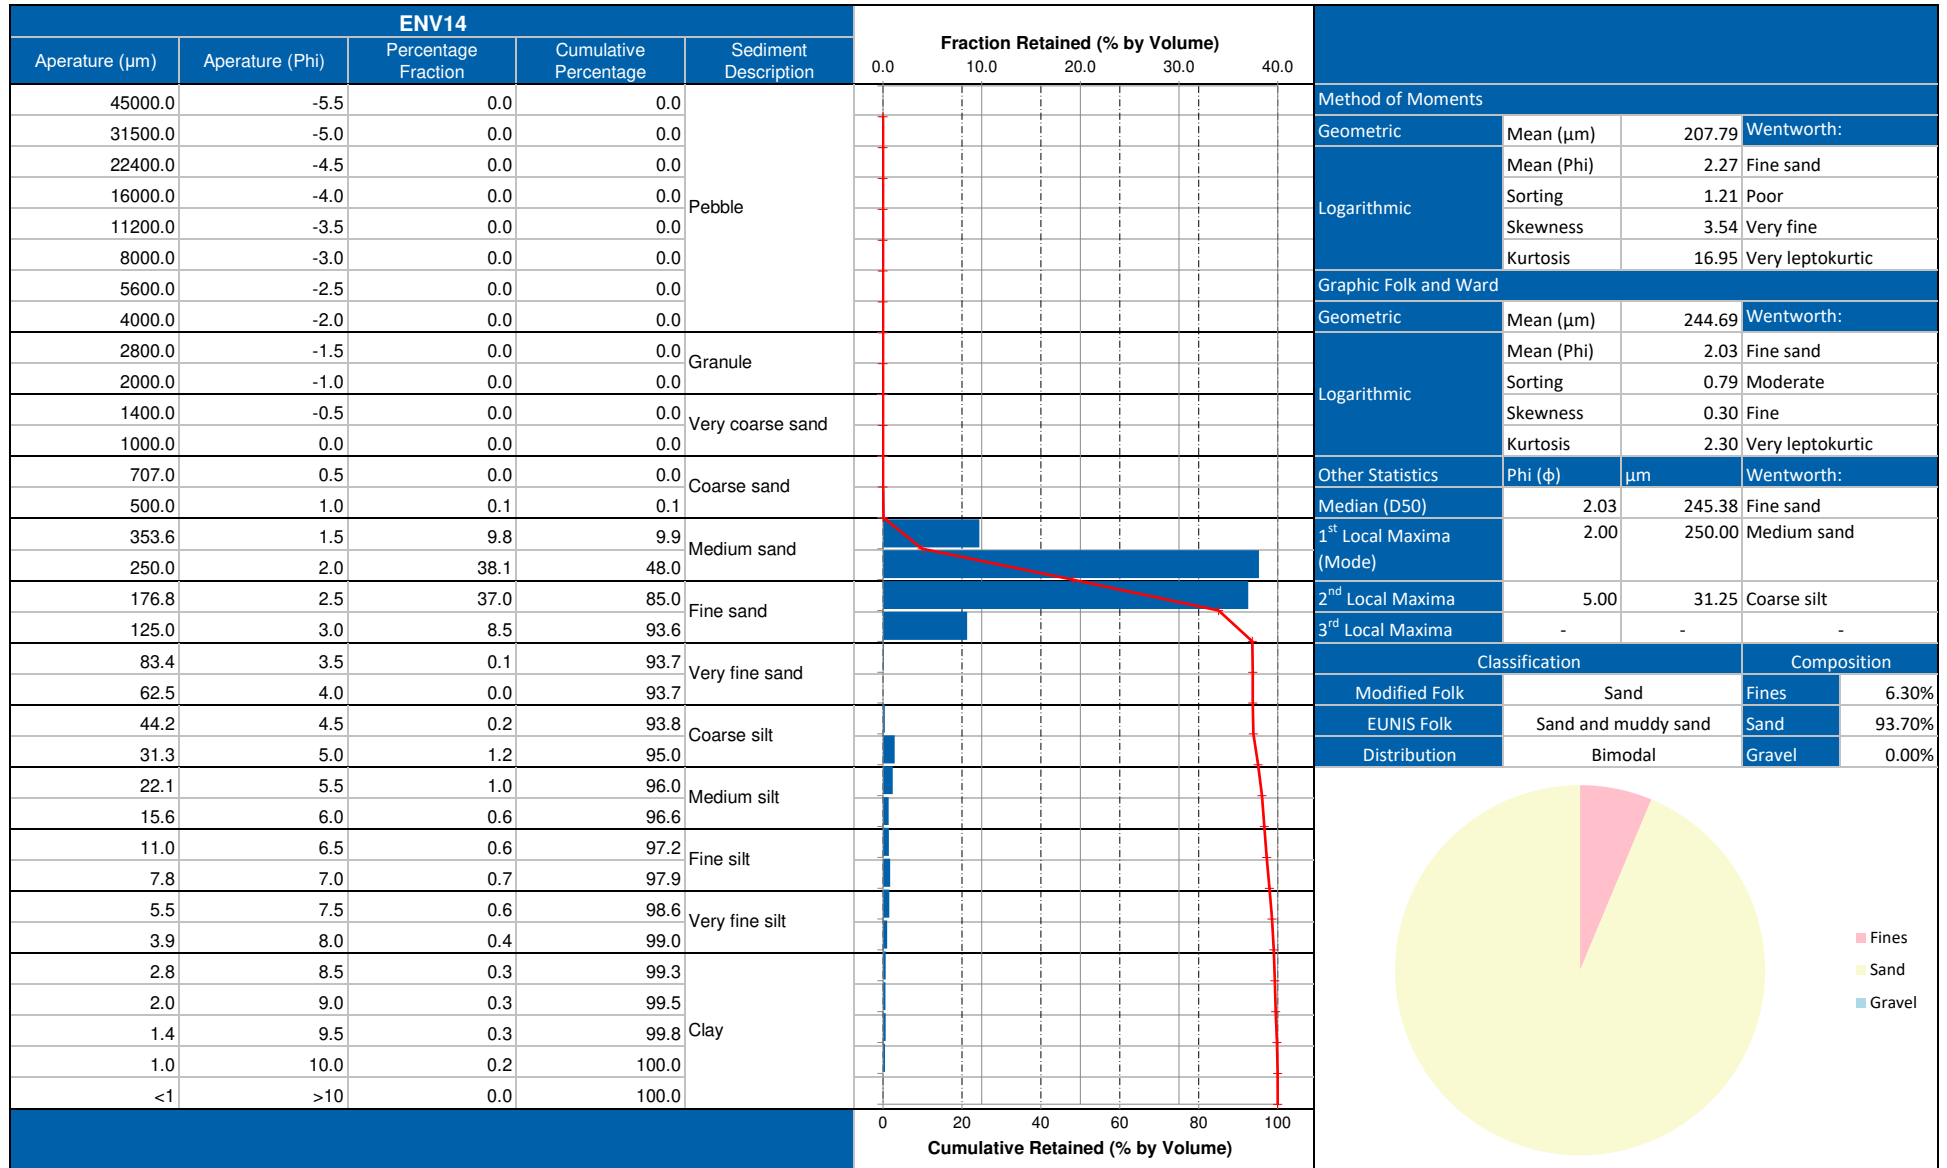 ENV14
Aperature (µm) Aperature (Phi) Percentage Fraction Cumulative Percentage Sediment Description
45000.0 -5.5 0.0 0.0
31500.0 -5.0 0.0 0.0
22400.0 -4.5 0.0 0.0
16000.0 -4.0 0.0 0.0
Pebble
11200.0 -3.5 0.0 0.0
8000.0 -3.0 0.0 0.0
5600.0 -2.5 0.0 0.0
4000.0 -2.0 0.0 0.0
2800.0 -1.5 0.0 0.0
Granule
2000.0 -1.0 0.0 0.0
1400.0 -0.5 0.0 0.0
Very coarse sand
1000.0 0.0 0.0 0.0
707.0 0.5 0.0 0.0
Coarse sand
500.0 1.0 0.1 0.1
353.6 1.5 9.8 9.9
Medium sand
250.0 2.0 38.1 48.0
176.8 2.5 37.0 85.0
Fine sand
125.0 3.0 8.5 93.6
83.4 3.5 0.1 93.7
Very fine sand
62.5 4.0 0.0 93.7
44.2 4.5 0.2 93.8
Coarse silt
31.3 5.0 1.2 95.0
22.1 5.5 1.0 96.0
Medium silt
15.6 6.0 0.6 96.6
11.0 6.5 0.6 97.2
Fine silt
7.8 7.0 0.7 97.9
5.5 7.5 0.6 98.6
Very fine silt
3.9 8.0 0.4 99.0
2.8 8.5 0.3 99.3
2.0 9.0 0.3 99.5
1.4 9.5 0.3 99.8 Clay
1.0 10.0 0.2 100.0
<1 >10 0.0 100.0
Fraction Retained (% by Volume)
0.0 10.0 20.0 30.0 40.0
0 20 40 60 80 100
Cumulative Retained (% by Volume)
Method of Moments
Geometric Mean (µm) 207.79 Wentworth:
Mean (Phi) 2.27 Fine sand
Logarithmic
Sorting 1.21 Poor
Skewness 3.54 Very fine
Kurtosis 16.95 Very leptokurtic
Graphic Folk and Ward
Geometric Mean (µm) 244.69 Wentworth:
Mean (Phi) 2.03 Fine sand
Logarithmic
Sorting 0.79 Moderate
Skewness 0.30 Fine
Kurtosis 2.30 Very leptokurtic
Other Statistics Phi (ϕ) µm Wentworth:
Median (D50) 2.03 245.38 Fine sand
1st Local Maxima (Mode) 2.00 250.00 Medium sand
2nd Local Maxima 5.00 31.25 Coarse silt
3rd Local Maxima - - -
Classification Composition
Modified Folk Sand Fines 6.30%
EUNIS Folk Sand and muddy sand Sand 93.70%
Distribution Bimodal Gravel 0.00%
Fines
Sand
Gravel